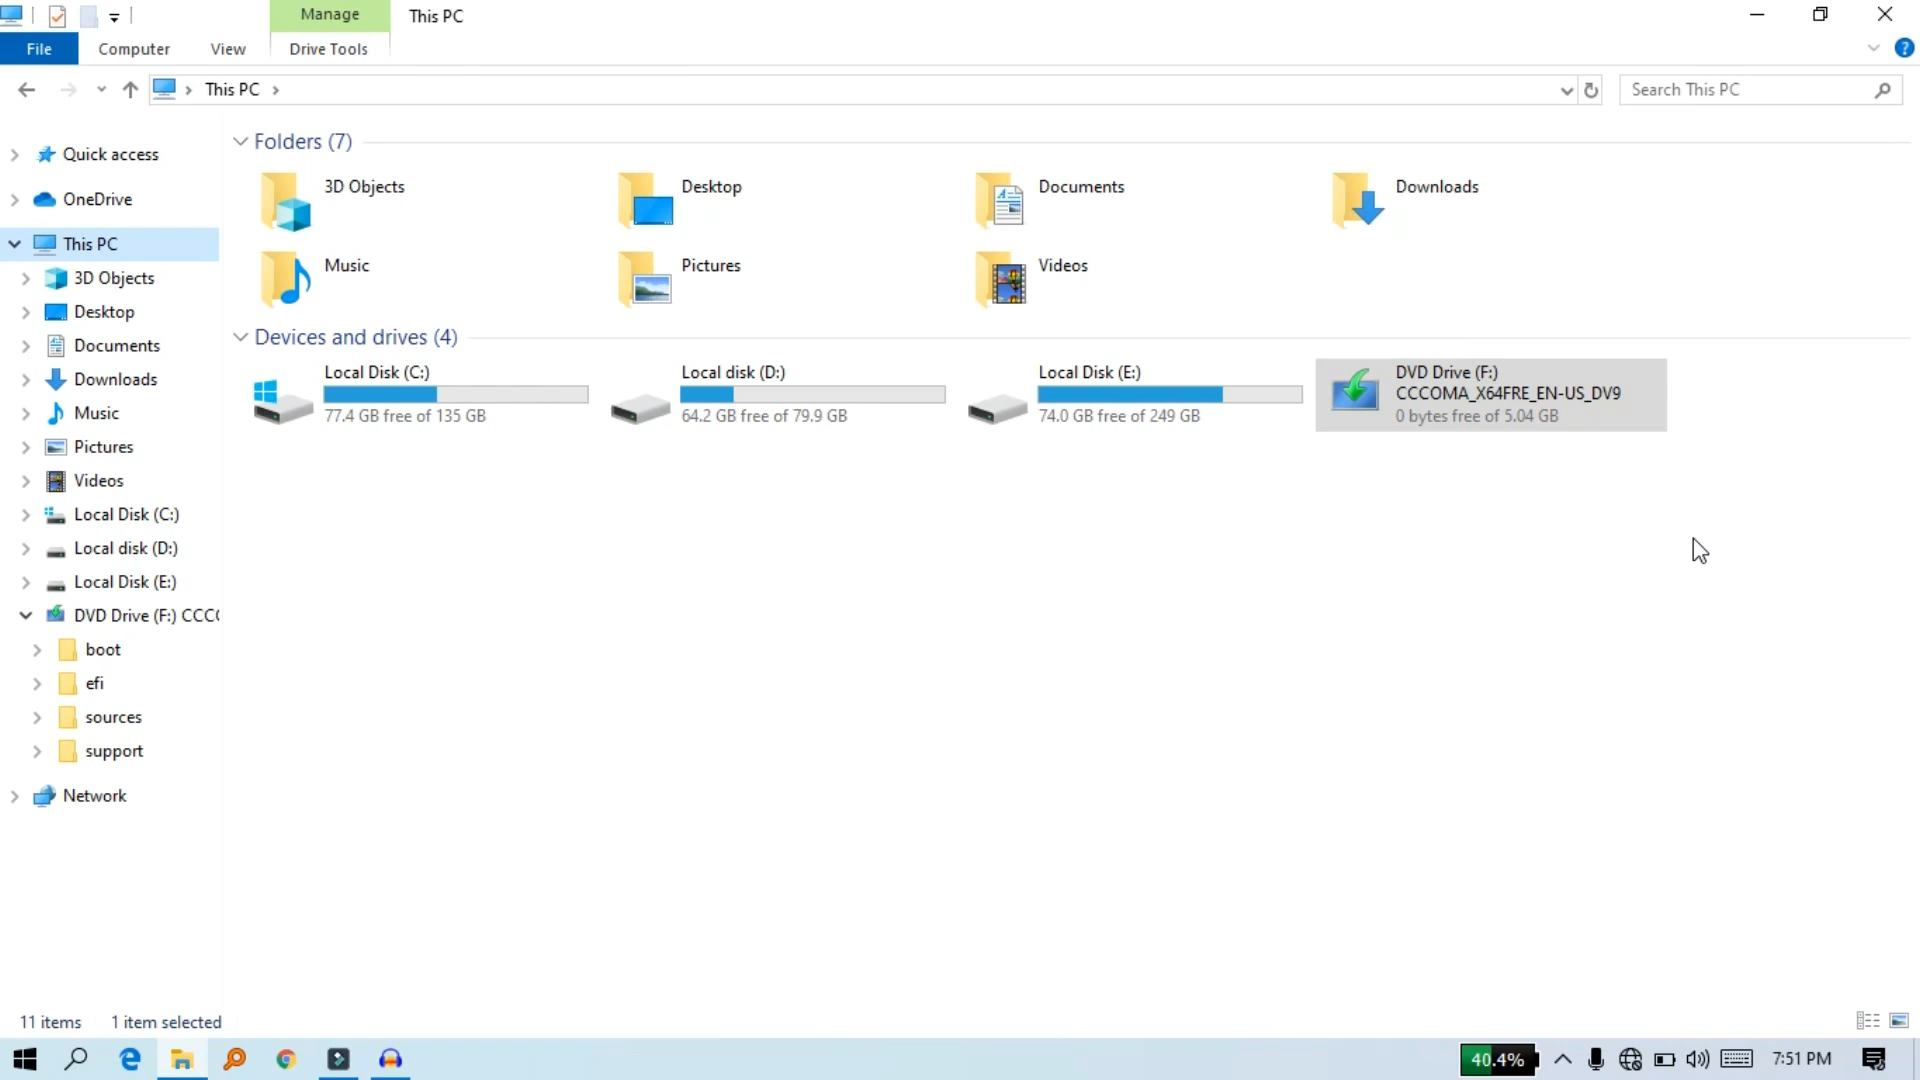 Manage
This PC
File
Computer
View
Drive Tools
This PC
Search This PC
Quick access
OneDrive
This PC
3D Objects
Desktop
Documents
Downloads
Music
Pictures
Videos
Local Disk (C:)
Local disk (D:)
Local Disk (E:)
DVD Drive (F:) CCC
boot
efi
sources
support
Network
Folders (7)
3D Objects
Desktop
Documents
Downloads
Music
Pictures
Videos
Devices and drives (4)
Local Disk (C:)
77.4 GB free of 135 GB
Local disk (D:)
64.2 GB free of 79.9 GB
Local Disk (E:)
74.0 GB free of 249 GB
DVD Drive (F:)
CCCOMA_X64FRE_EN-US_DV9
0 bytes free of 5.04 GB
11 items
1 item selected
40.4%
7:51 PM